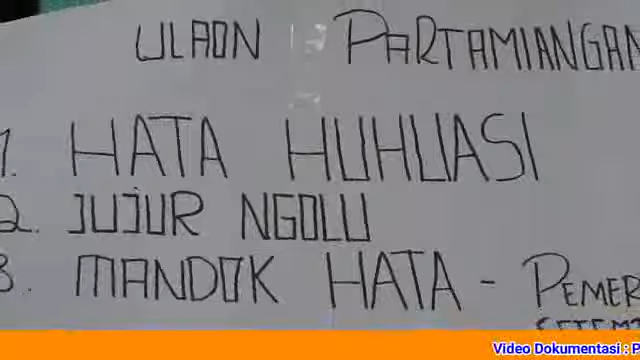 ULAON PARTAMIANGAN
1. HATA HUHUASI
2. JUJUR NGOLU
3. MANDOK HATA - PEMER
Video Dokumentasi : P